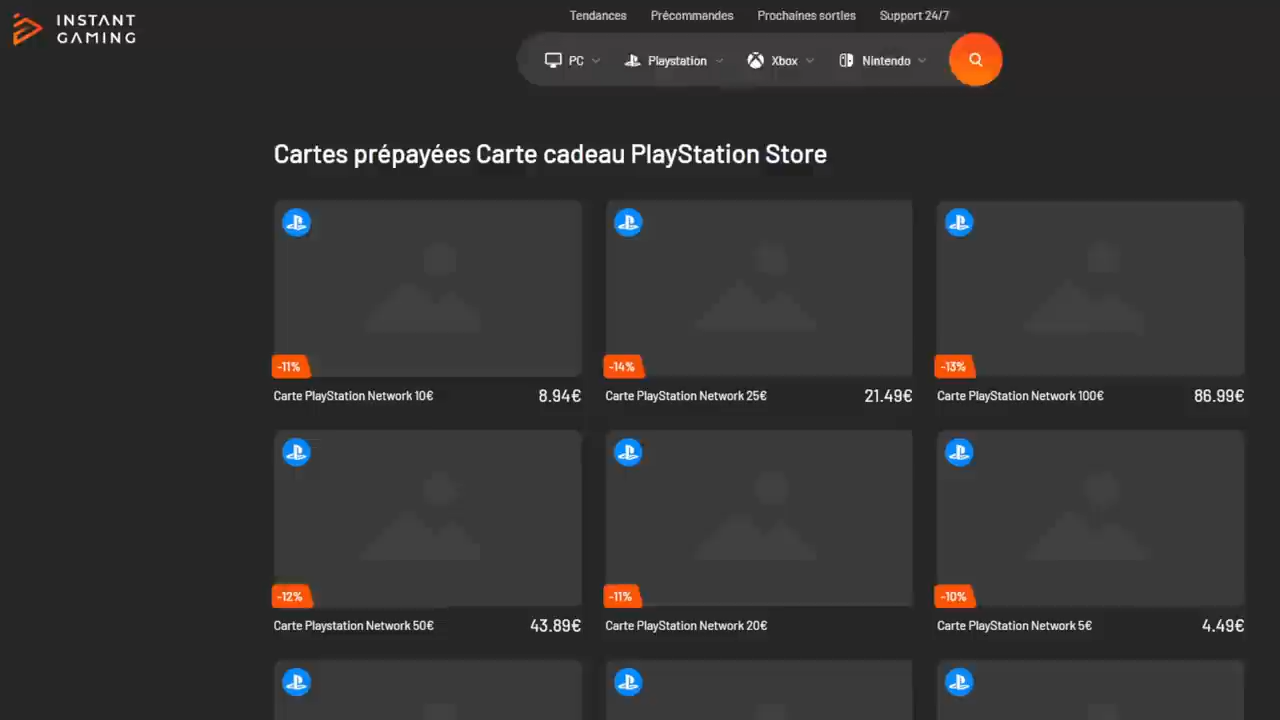 INSTANT
GAMING
Tendances Précommandes Prochaines sorties Support 24/7
PC Playstation Xbox Nintendo
Cartes prépayées Carte cadeau PlayStation Store
-11% -14% -13%
Carte PlayStation Network 10€ 8.94€ Carte PlayStation Network 25€ 21.49€ Carte PlayStation Network 100€ 86.99€
-12% -11% -10%
Carte Playstation Network 50€ 43.89€ Carte PlayStation Network 20€ Carte PlayStation Network 5€ 4.49€